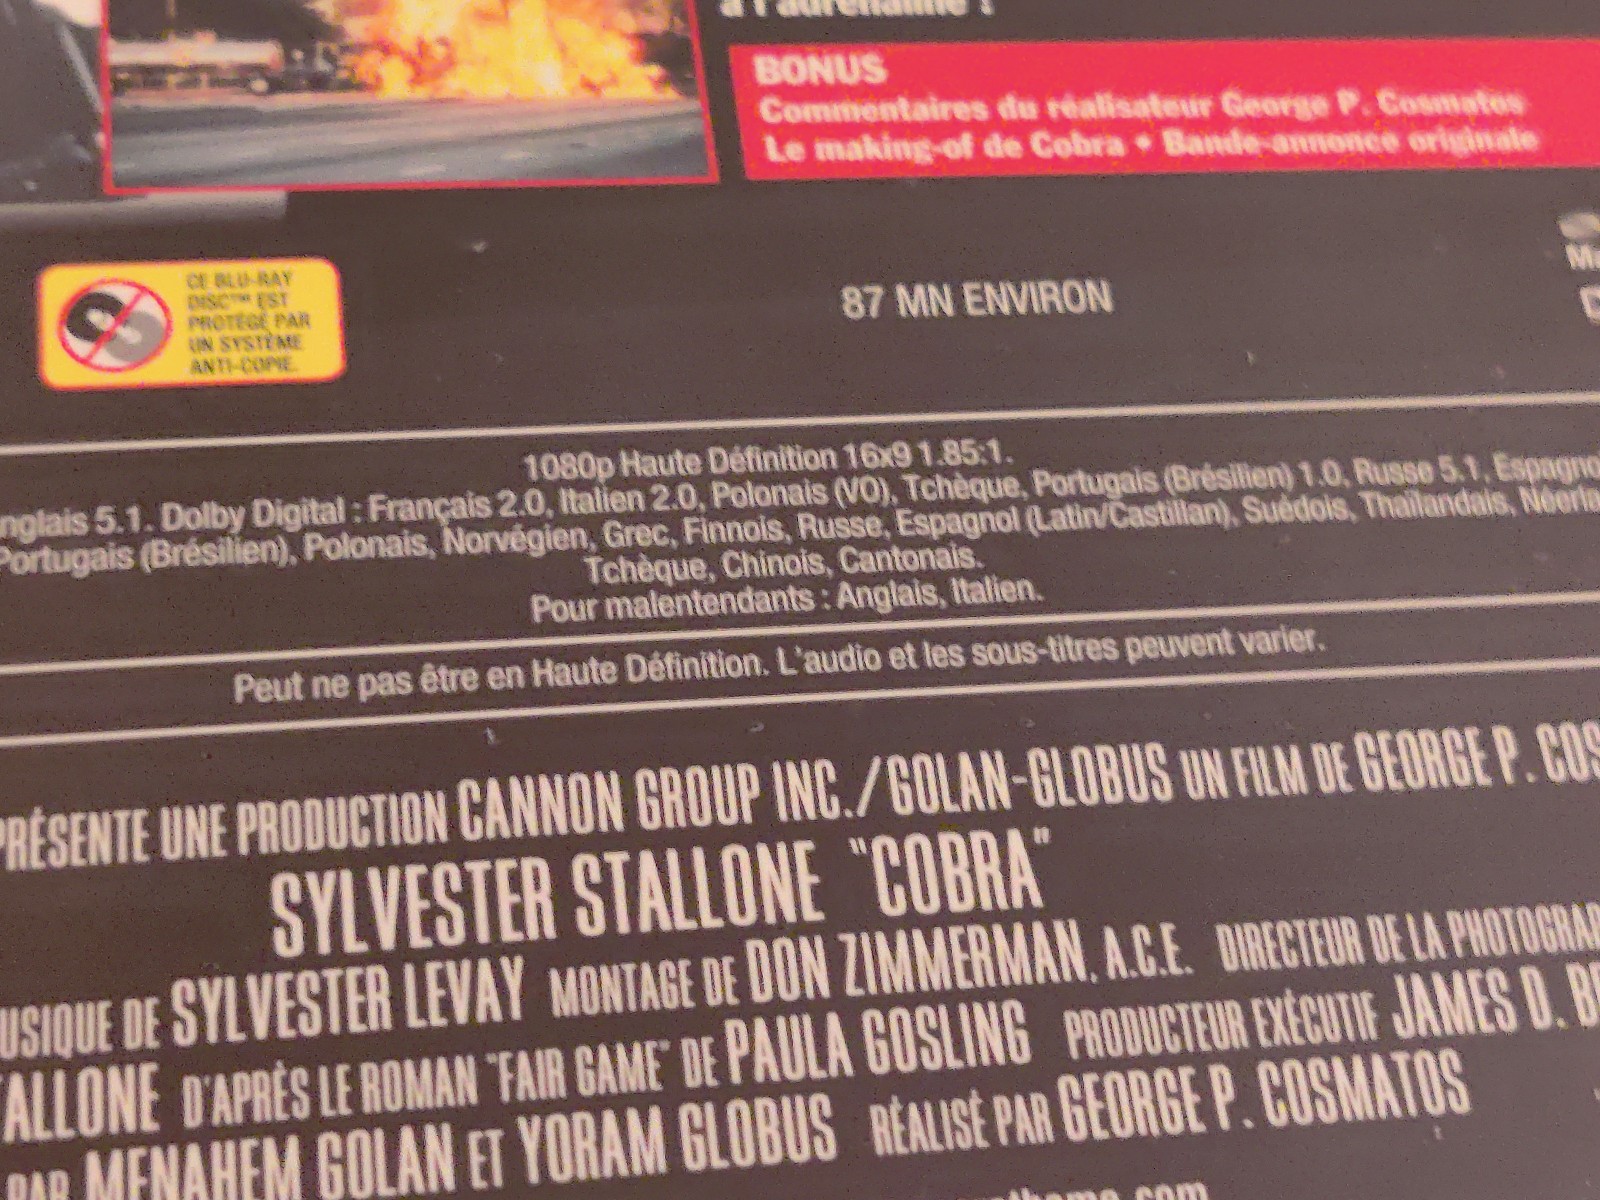 à l'adrénaline !
BONUS
Commentaires du réalisateur George P. Cosmatos
Le making-of de Cobra • Bande-annonce originale
CE BLU-RAY
DISC™ EST
PROTÉGÉ PAR
UN SYSTÈME
ANTI-COPIE.
87 MN ENVIRON
1080p Haute Définition 16x9 1.85:1.
nglais 5.1. Dolby Digital : Français 2.0, Italien 2.0, Polonais (VO), Tchèque, Portugais (Brésilien) 1.0, Russe 5.1, Espagno
Portugais (Brésilien), Polonais, Norvégien, Grec, Finnois, Russe, Espagnol (Latin/Castillan), Suédois, Thaïlandais, Néerla
Tchèque, Chinois, Cantonais.
Pour malentendants : Anglais, Italien.
Peut ne pas être en Haute Définition. L'audio et les sous-titres peuvent varier.
PRÉSENTE UNE PRODUCTION CANNON GROUP INC./GOLAN-GLOBUS UN FILM DE GEORGE P. COS
SYLVESTER STALLONE "COBRA"
USIQUE DE SYLVESTER LEVAY MONTAGE DE DON ZIMMERMAN, A.C.E. DIRECTEUR DE LA PHOTOGRAP
TALLONE D'APRÈS LE ROMAN "FAIR GAME" DE PAULA GOSLING PRODUCTEUR EXÉCUTIF JAMES D. B
PAR MENAHEM GOLAN ET YORAM GLOBUS RÉALISÉ PAR GEORGE P. COSMATOS